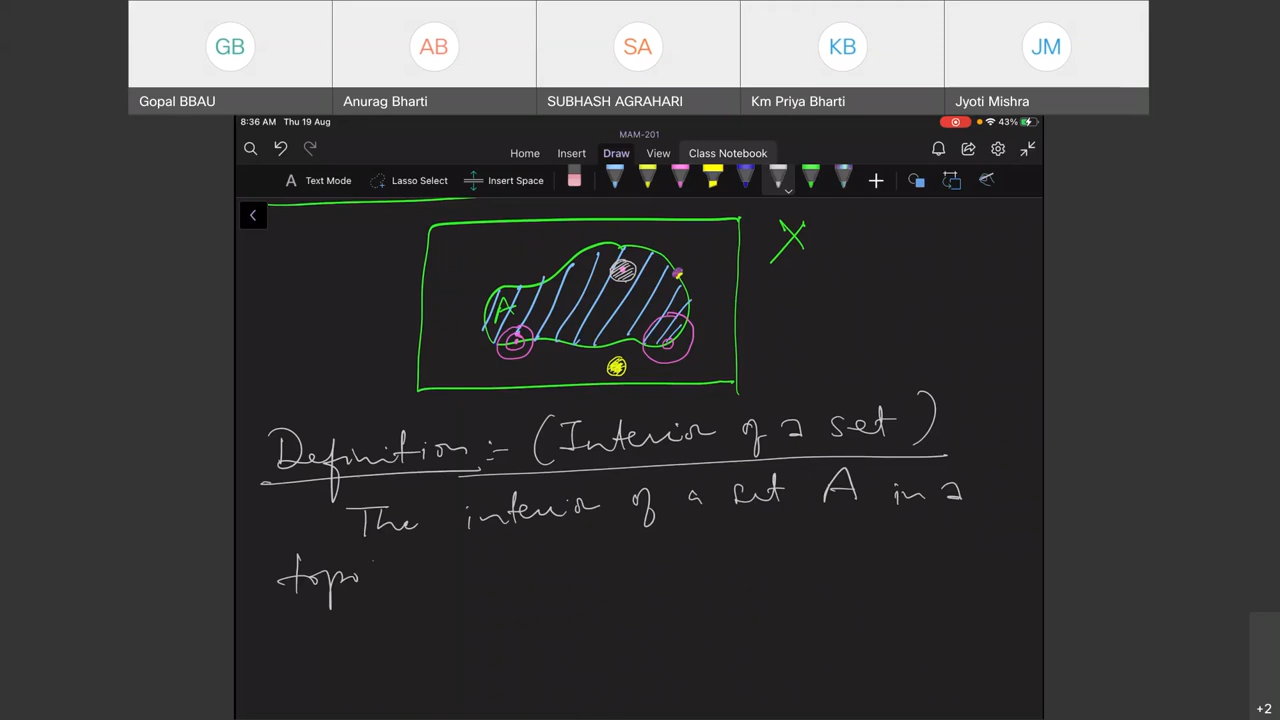 GB AB SA KB JM
Gopal BBAU Anurag Bharti SUBHASH AGRAHARI Km Priya Bharti Jyoti Mishra
8:36 AM Thu 19 Aug 43%
MAM-201
Home Insert Draw View Class Notebook
A Text Mode Lasso Select Insert Space
X
A
Definition :- (Interior of a set)
The interior of a set A in a
topo
+2